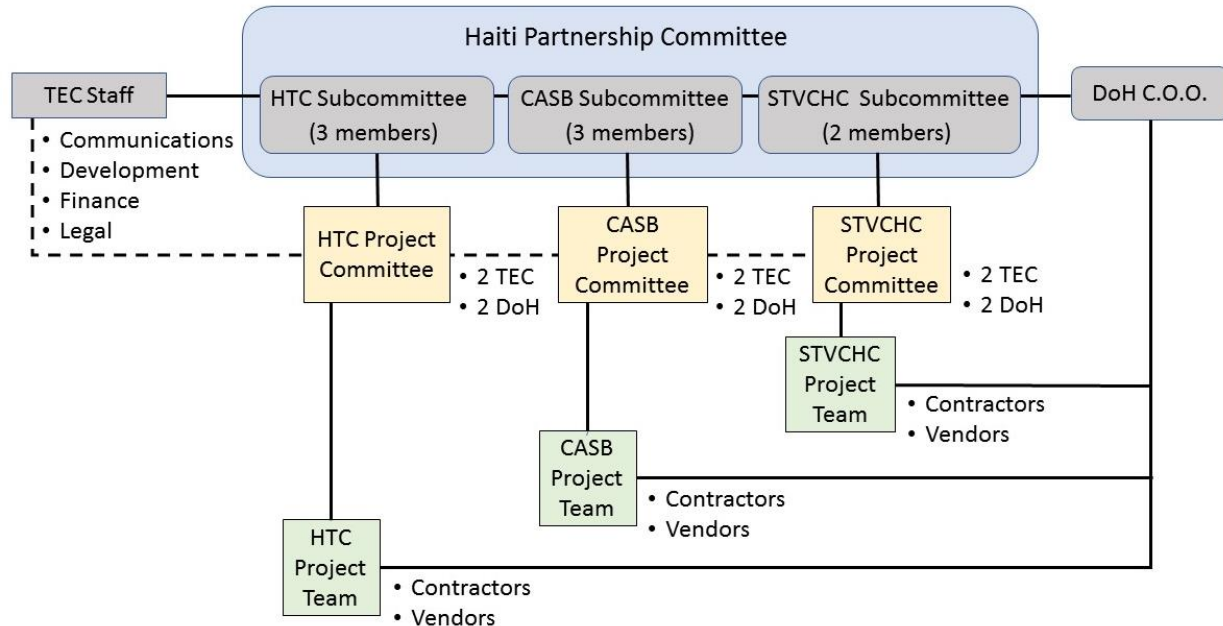 Haiti Partnership Committee
TEC Staff
HTC Subcommittee
(3 members)
CASB Subcommittee
(3 members)
STVCHC Subcommittee
(2 members)
DoH C.O.O.
• Communications
• Development
• Finance
• Legal
HTC Project
Committee
• 2 TEC
• 2 DoH
CASB
Project
Committee
• 2 TEC
• 2 DoH
STVCHC
Project
Committee
• 2 TEC
• 2 DoH
STVCHC
Project
Team
• Contractors
• Vendors
CASB
Project
Team
• Contractors
• Vendors
HTC
Project
Team
• Contractors
• Vendors